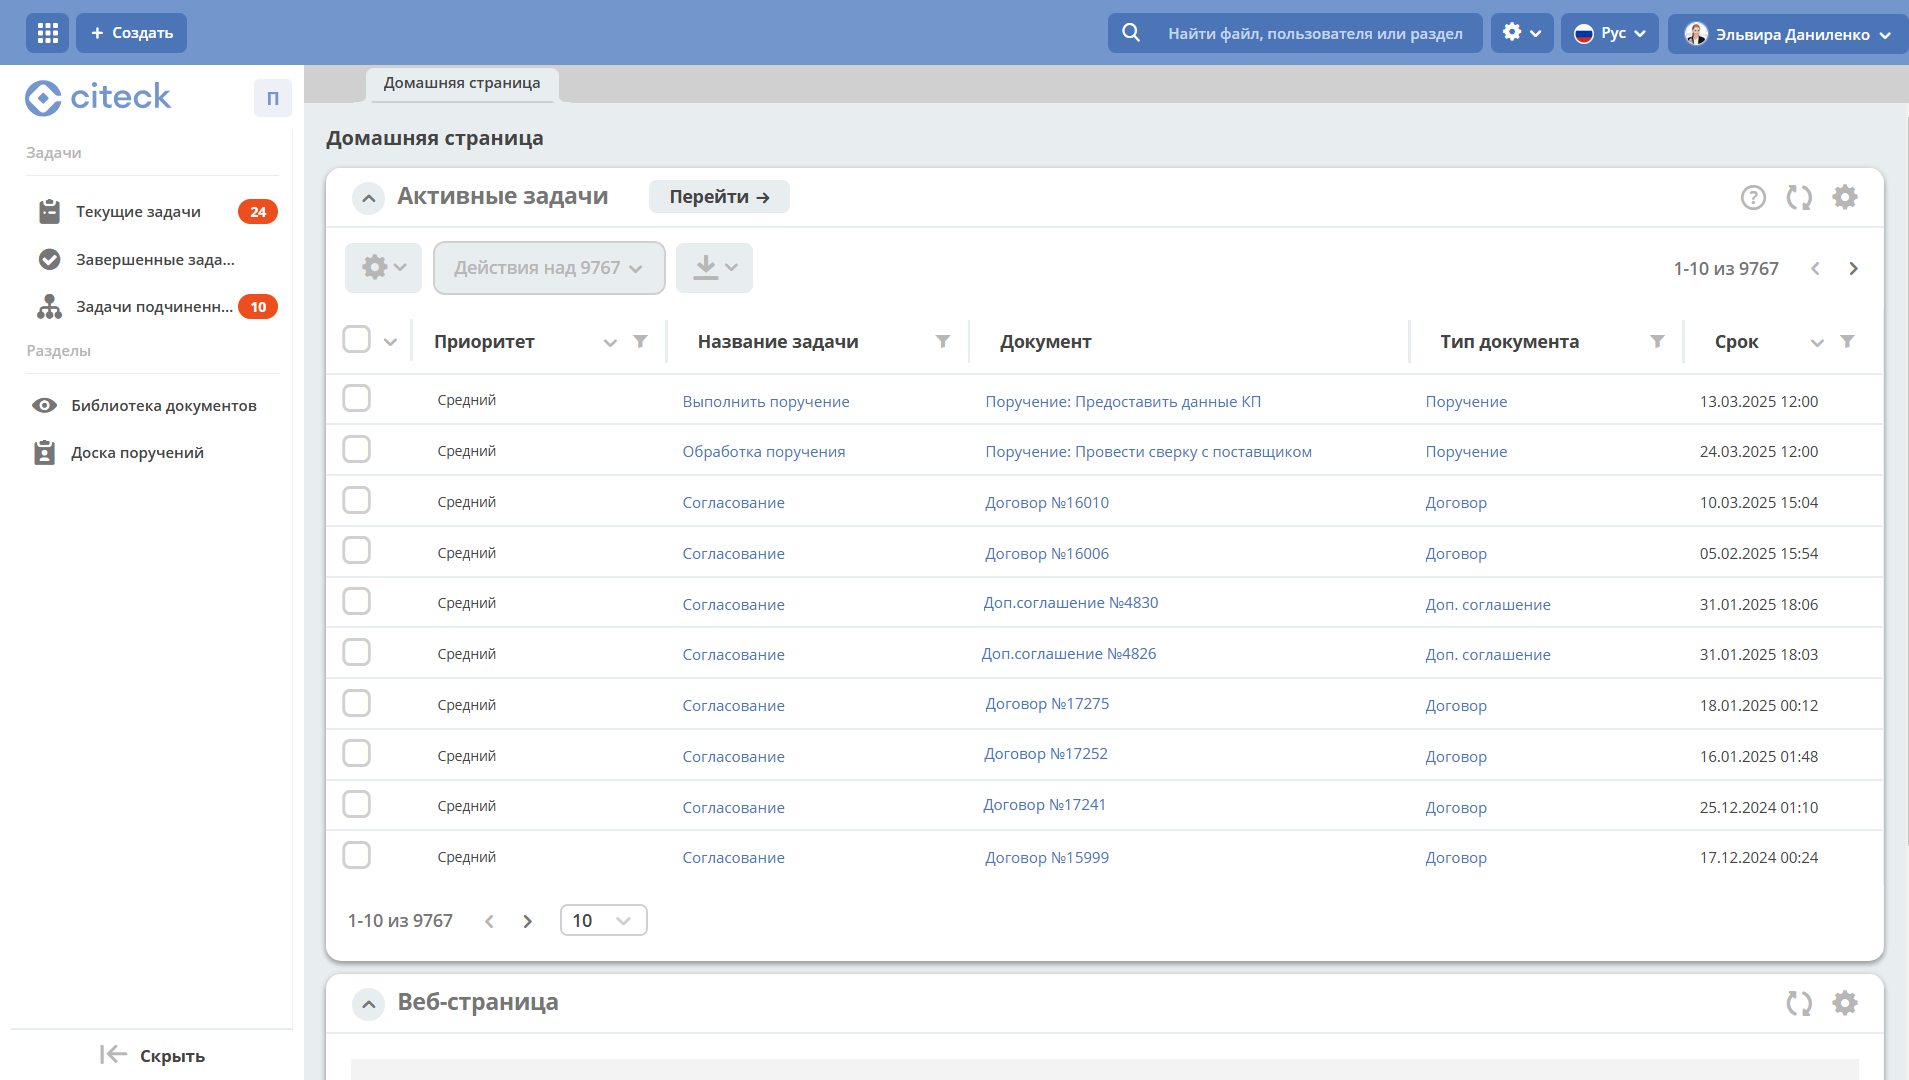 + Создать
Найти файл, пользователя или раздел
Рус
Эльвира Даниленко
citeck
П
Домашняя страница
Задачи
Текущие задачи 24
Завершенные зада...
Задачи подчиненн... 10
Разделы
Библиотека документов
Доска поручений
Скрыть
Домашняя страница
Активные задачи
Перейти →
?
Действия над 9767
1-10 из 9767
Приоритет Название задачи Документ Тип документа Срок
Средний Выполнить поручение Поручение: Предоставить данные КП Поручение 13.03.2025 12:00
Средний Обработка поручения Поручение: Провести сверку с поставщиком Поручение 24.03.2025 12:00
Средний Согласование Договор №16010 Договор 10.03.2025 15:04
Средний Согласование Договор №16006 Договор 05.02.2025 15:54
Средний Согласование Доп.соглашение №4830 Доп. соглашение 31.01.2025 18:06
Средний Согласование Доп.соглашение №4826 Доп. соглашение 31.01.2025 18:03
Средний Согласование Договор №17275 Договор 18.01.2025 00:12
Средний Согласование Договор №17252 Договор 16.01.2025 01:48
Средний Согласование Договор №17241 Договор 25.12.2024 01:10
Средний Согласование Договор №15999 Договор 17.12.2024 00:24
1-10 из 9767
10
Веб-страница